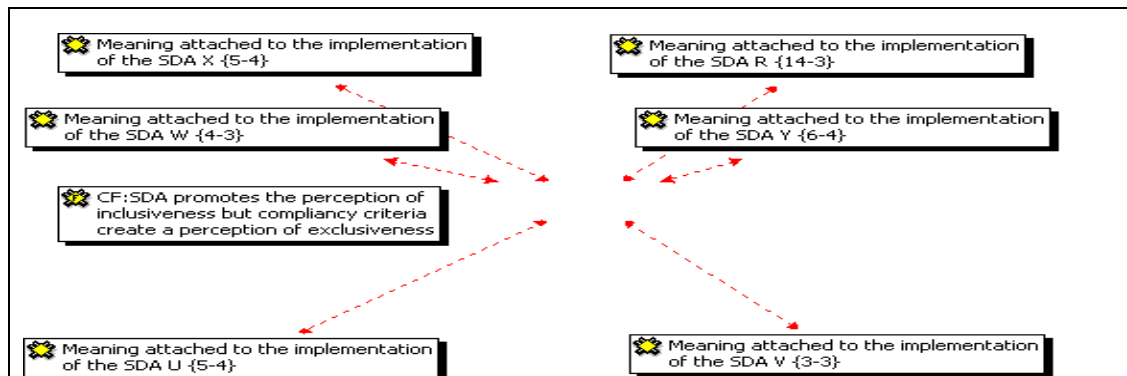 Meaning attached to the implementation
of the SDA X {5-4}
Meaning attached to the implementation
of the SDA R {14-3}
Meaning attached to the implementation
of the SDA W {4-3}
Meaning attached to the implementation
of the SDA Y {6-4}
CF:SDA promotes the perception of
inclusiveness but compliancy criteria
create a perception of exclusiveness
Meaning attached to the implementation
of the SDA U {5-4}
Meaning attached to the implementation
of the SDA V {3-3}